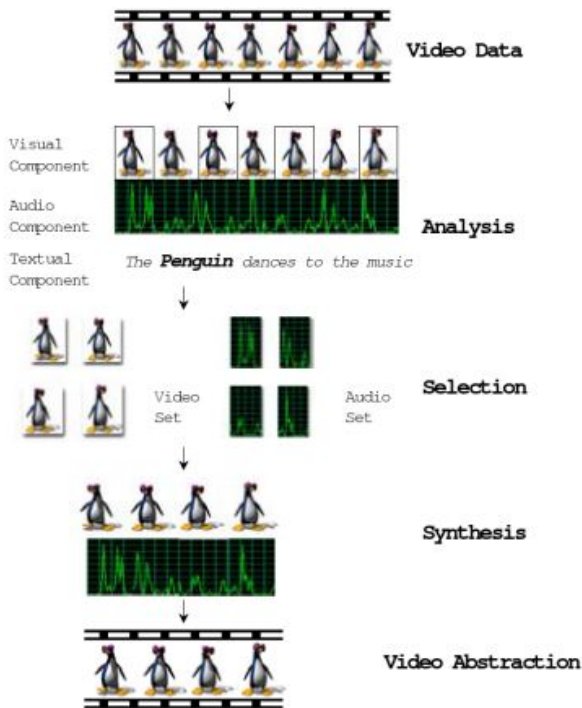 Video Data
Visual
Component
Audio
Component
Analysis
Textual
Component
The Penguin dances to the music
Video
Set
Audio
Set
Selection
Synthesis
Video Abstraction